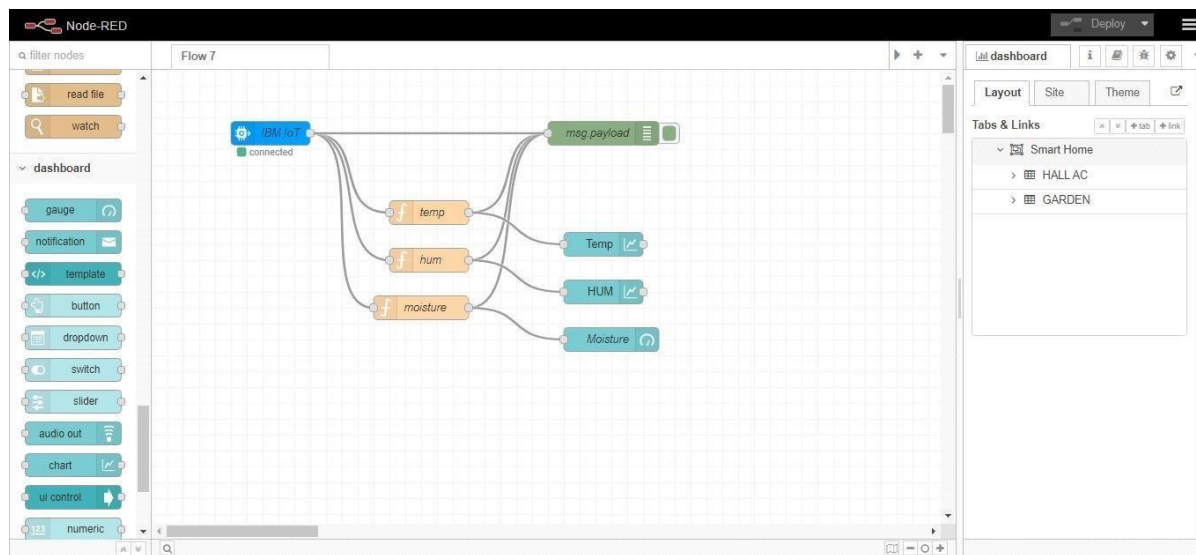 Node-RED
Deploy
filter nodes
read file
watch
dashboard
gauge
notification
</> template
button
dropdown
switch
slider
audio out
chart
ui control
123 numeric
Flow 7
IBM IoT
connected
msg.payload
temp
hum
moisture
Temp
HUM
Moisture
dashboard
Layout Site Theme
Tabs & Links
+tab +link
Smart Home
HALL AC
GARDEN